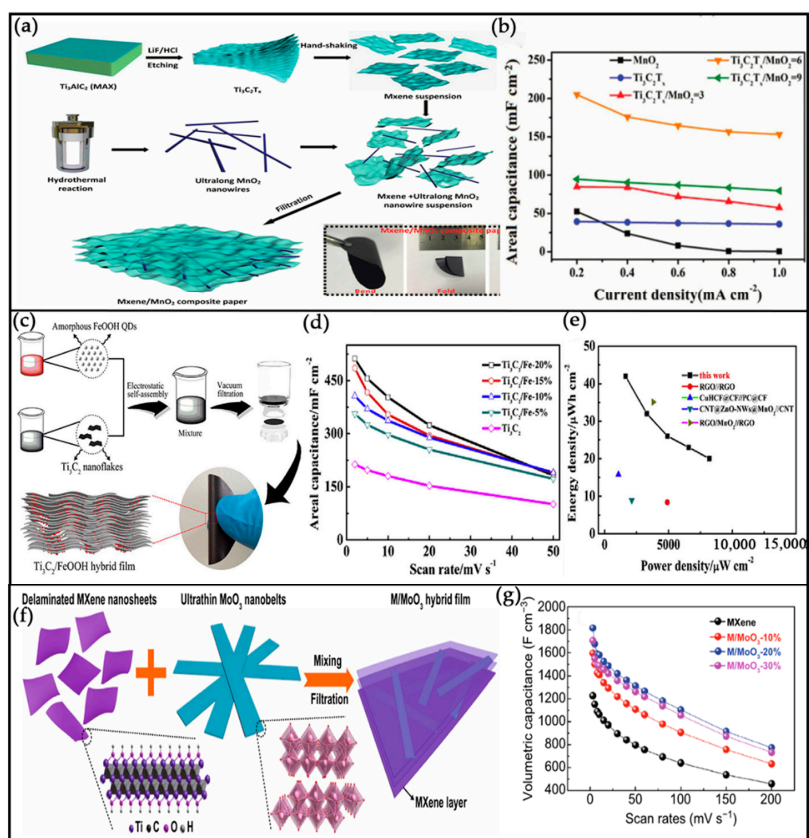 (a)
LiF/HCl
Etching
Hand-shaking
Ti₃AlC₂ (MAX)
Ti₃C₂Tₓ
Mxene suspension
Hydrothermal
reaction
Ultralong MnO₂
nanowires
Mxene +Ultralong MnO₂
nanowire suspension
Filitration
Mxene/MnO₂ composite paper
Bend
Fold
(b)
MnO₂
Ti₃C₂Tₓ
Ti₃C₂Tₓ/MnO₂=3
Ti₃C₂Tₓ/MnO₂=6
Ti₃C₂Tₓ/MnO₂=9
Areal capacitance (mF cm⁻²)
250
200
150
100
50
0
0.2 0.4 0.6 0.8 1.0
Current density(mA cm⁻²)
(c)
Amorphous FeOOH QDs
Electrostatic
self-assembly
Vacuum
filtration
Mixture
Ti₃C₂ nanoflakes
Ti₃C₂/FeOOH hybrid film
(d)
Ti₃C₂/Fe-20%
Ti₃C₂/Fe-15%
Ti₃C₂/Fe-10%
Ti₃C₂/Fe-5%
Ti₃C₂
Areal capacitance/mF cm⁻²
450
300
150
0
0 10 20 30 40 50
Scan rate/mV s⁻¹
(e)
this work
RGO//RGO
CuHCF@CF//PC@CF
CNT@ZnO-NWs@MnO₂//CNT
RGO/MnO₂//RGO
Energy density/μWh cm⁻²
50
40
30
20
10
0
0 5000 10,000 15,000
Power density/μW cm⁻²
(f)
Delaminated MXene nanosheets
Ultrathin MoO₃ nanobelts
M/MoO₃ hybrid film
Mixing
Filtration
MXene layer
Ti C O H
(g)
MXene
M/MoO₃-10%
M/MoO₃-20%
M/MoO₃-30%
Volumetric capacitance (F cm⁻³)
2000
1800
1600
1400
1200
1000
800
600
400
0 50 100 150 200
Scan rates (mV s⁻¹)